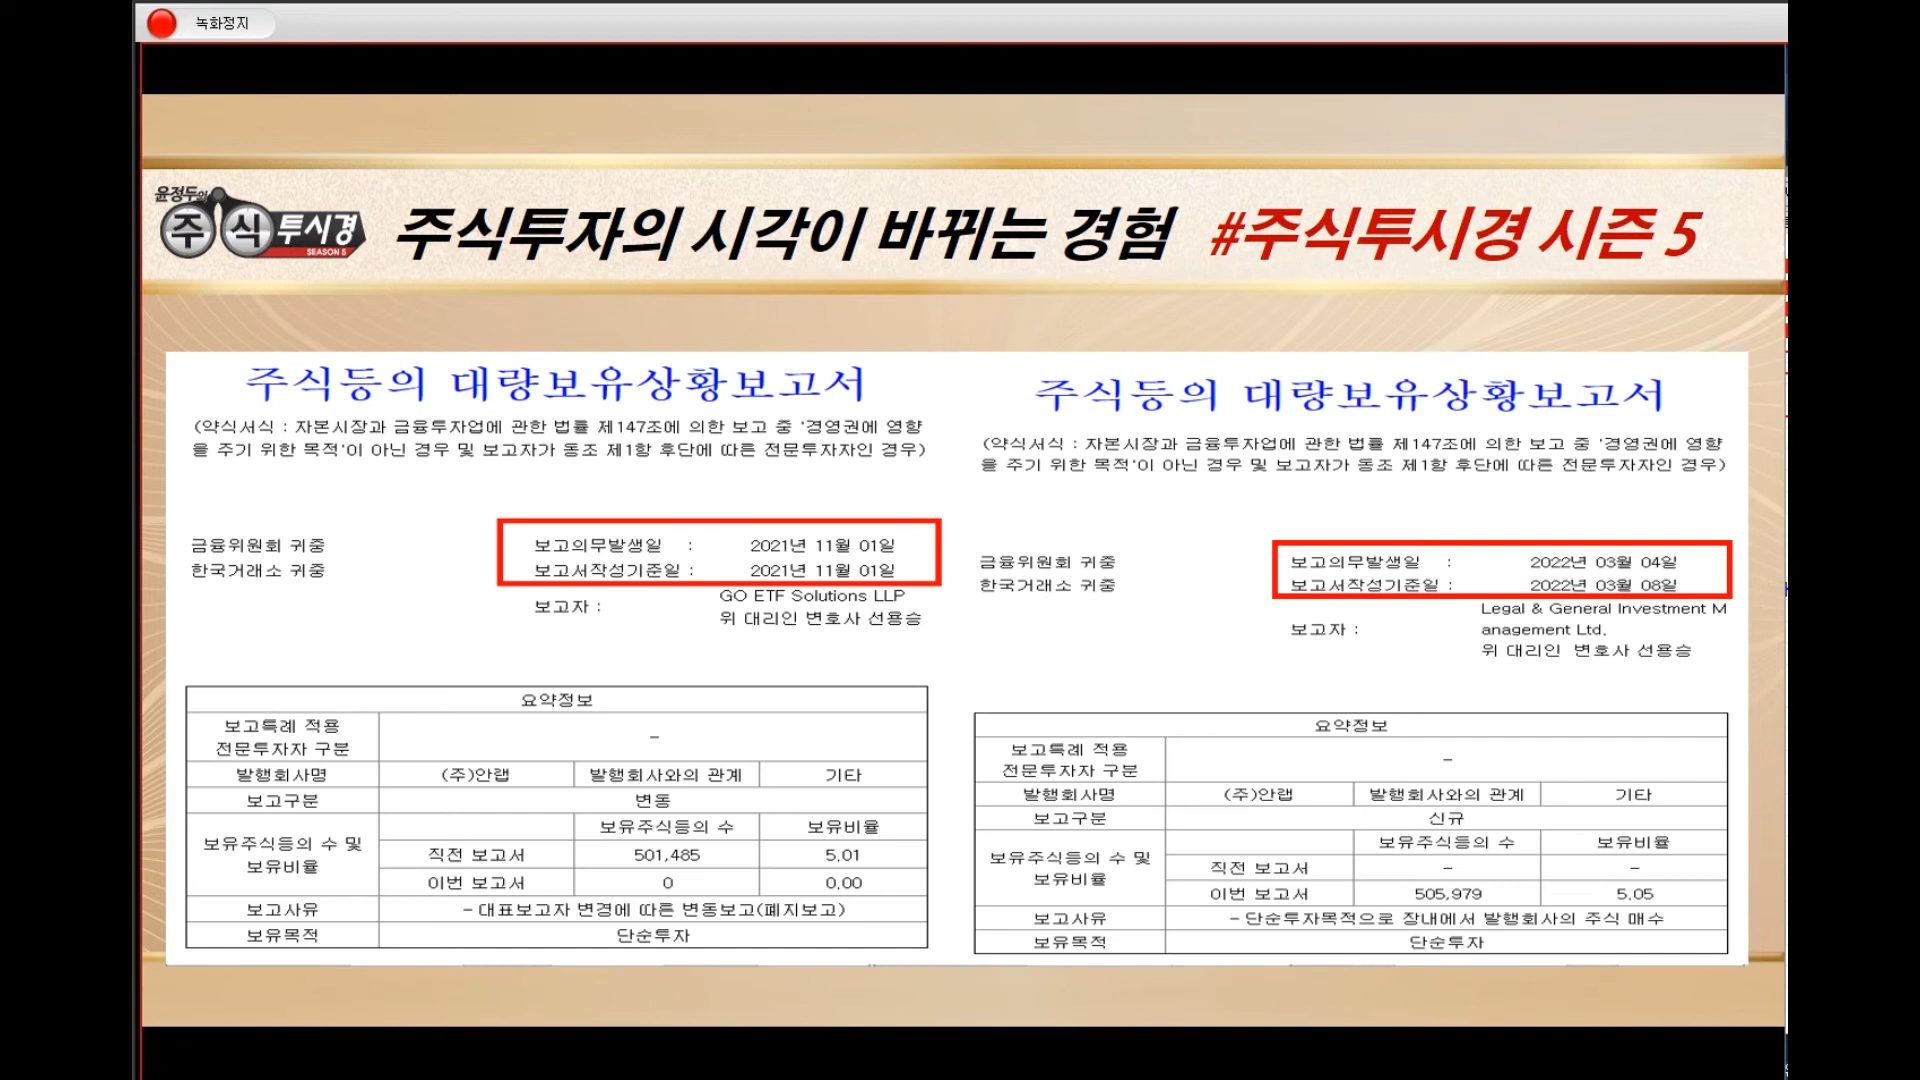 녹화정지
윤정두의
주식투시경
SEASON 5
주식투자의 시각이 바뀌는 경험 #주식투시경 시즌 5
주식등의 대량보유상황보고서
(약식서식 : 자본시장과 금융투자업에 관한 법률 제147조에 의한 보고 중 '경영권에 영향
을 주기 위한 목적'이 아닌 경우 및 보고자가 동조 제1항 후단에 따른 전문투자자인 경우)
금융위원회 귀중
한국거래소 귀중
보고의무발생일 : 2021년 11월 01일
보고서작성기준일 : 2021년 11월 01일
보고자 :
GO ETF Solutions LLP
위 대리인 변호사 선용승
요약정보
보고특례 적용
전문투자자 구분
-
발행회사명 (주)안랩 발행회사와의 관계 기타
보고구분 변동
보유주식등의 수 및
보유비율
보유주식등의 수 보유비율
직전 보고서 501,485 5.01
이번 보고서 0 0.00
보고사유 - 대표보고자 변경에 따른 변동보고(폐지보고)
보유목적 단순투자
주식등의 대량보유상황보고서
(약식서식 : 자본시장과 금융투자업에 관한 법률 제147조에 의한 보고 중 '경영권에 영향
을 주기 위한 목적'이 아닌 경우 및 보고자가 동조 제1항 후단에 따른 전문투자자인 경우)
금융위원회 귀중
한국거래소 귀중
보고의무발생일 : 2022년 03월 04일
보고서작성기준일 : 2022년 03월 08일
보고자 :
Legal & General Investment M
anagement Ltd.
위 대리인 변호사 선용승
요약정보
보고특례 적용
전문투자자 구분
-
발행회사명 (주)안랩 발행회사와의 관계 기타
보고구분 신규
보유주식등의 수 및
보유비율
보유주식등의 수 보유비율
직전 보고서 - -
이번 보고서 505,979 5.05
보고사유 - 단순투자목적으로 장내에서 발행회사의 주식 매수
보유목적 단순투자